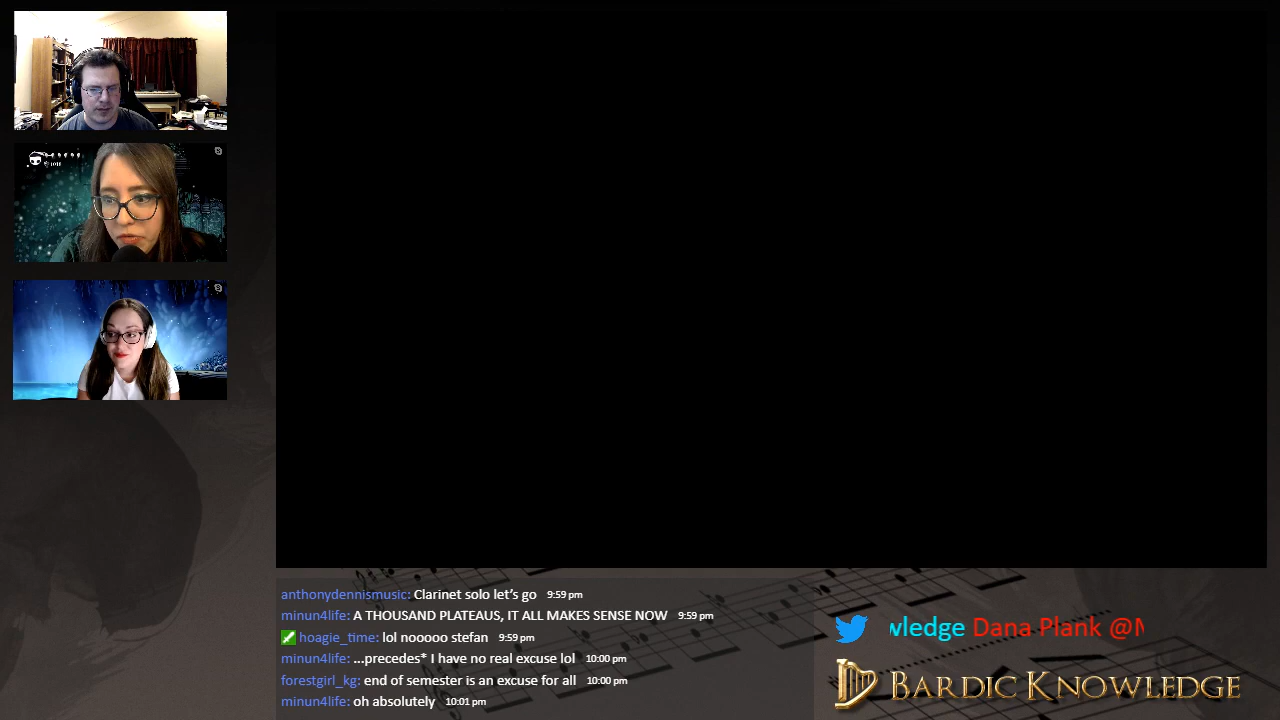 anthonydennismusic: Clarinet solo let's go 9:59 pm
minun4life: A THOUSAND PLATEAUS, IT ALL MAKES SENSE NOW 9:59 pm
hoagie_time: lol nooooo stefan 9:59 pm
minun4life: ...precedes* I have no real excuse lol 10:00 pm
forestgirl_kg: end of semester is an excuse for all 10:00 pm
minun4life: oh absolutely 10:01 pm
wledge Dana Plank @M
BARDIC KNOWLEDGE